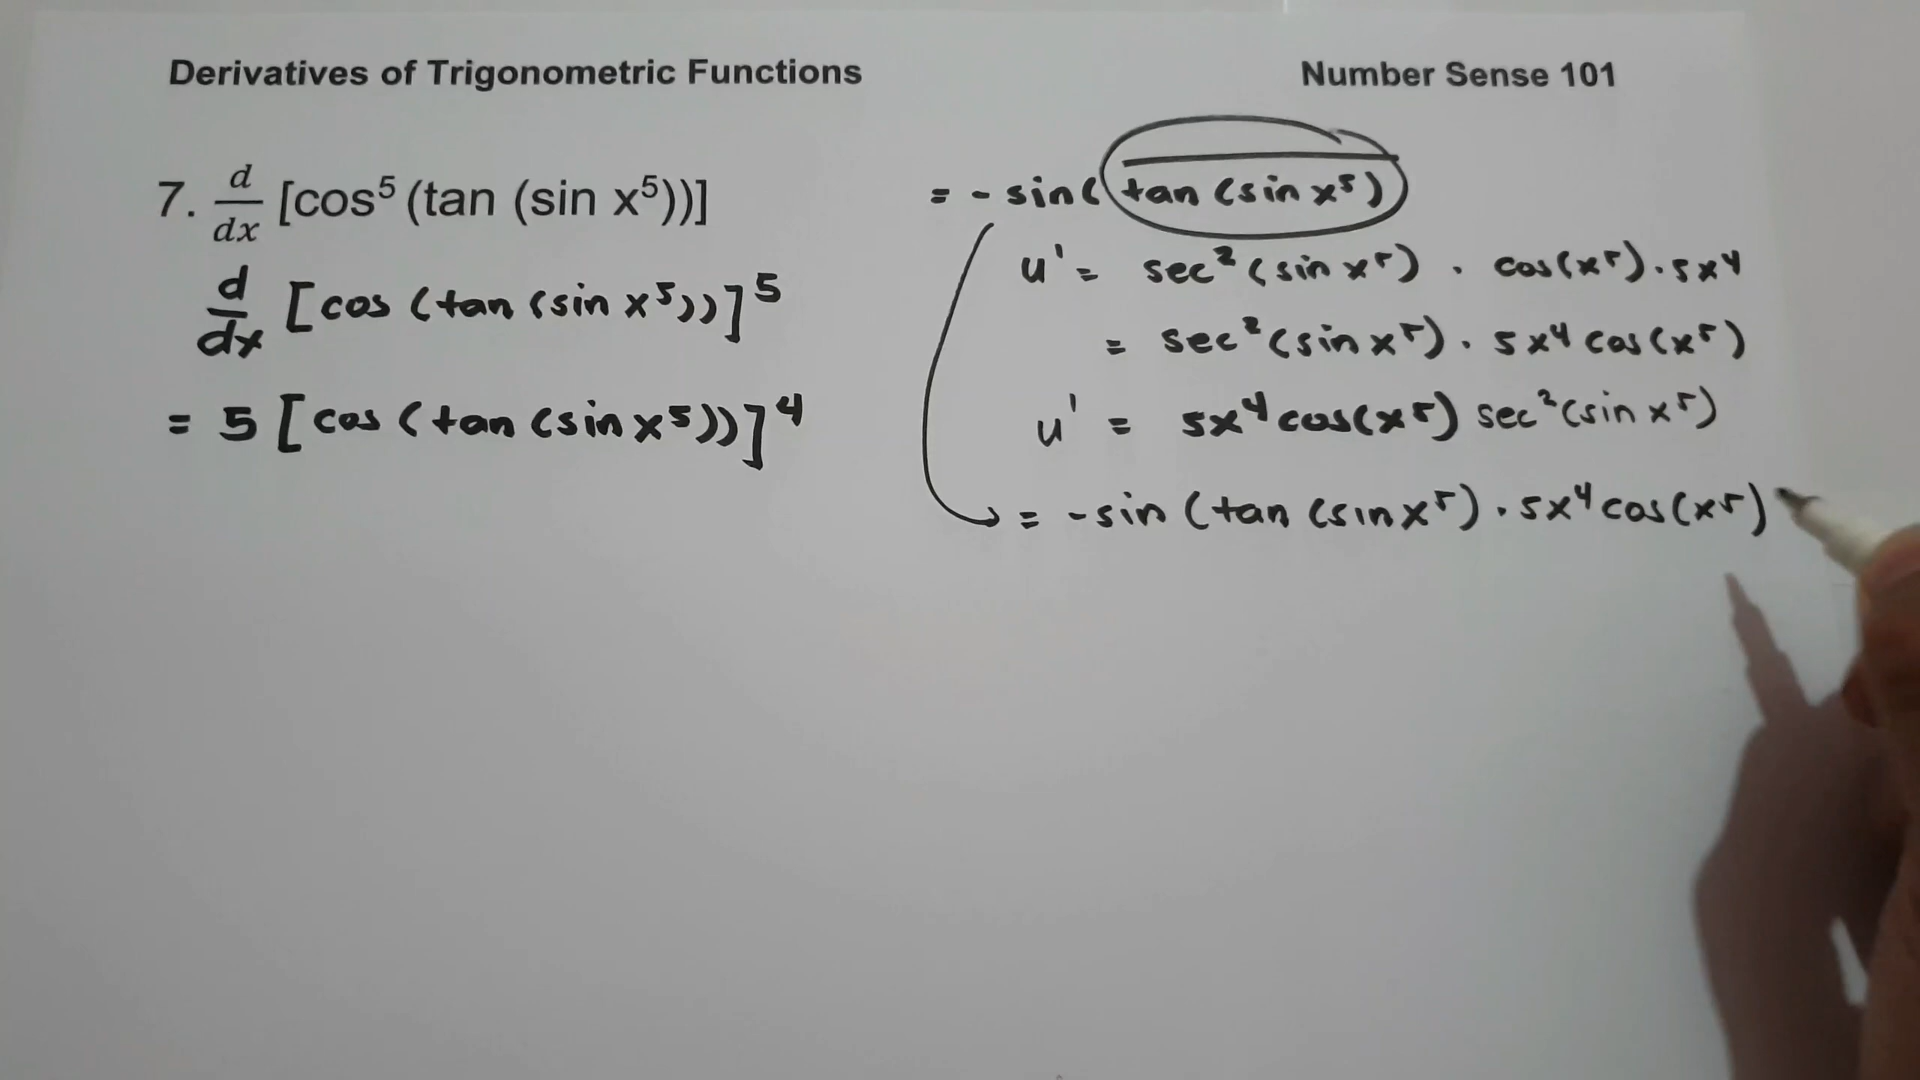 Derivatives of Trigonometric Functions
Number Sense 101
7. d/dx [cos⁵ (tan (sin x⁵))]
d/dx [cos (tan (sin x⁵))]⁵
= 5 [cos (tan (sin x⁵))]⁴
= - sin( tan (sin x⁵)
u' = sec² (sin x⁵) · cos(x⁵) · 5x⁴
= sec² (sin x⁵) · 5x⁴ cos(x⁵)
u' = 5x⁴ cos(x⁵) sec² (sin x⁵)
= -sin (tan (sin x⁵) · 5x⁴ cos(x⁵)